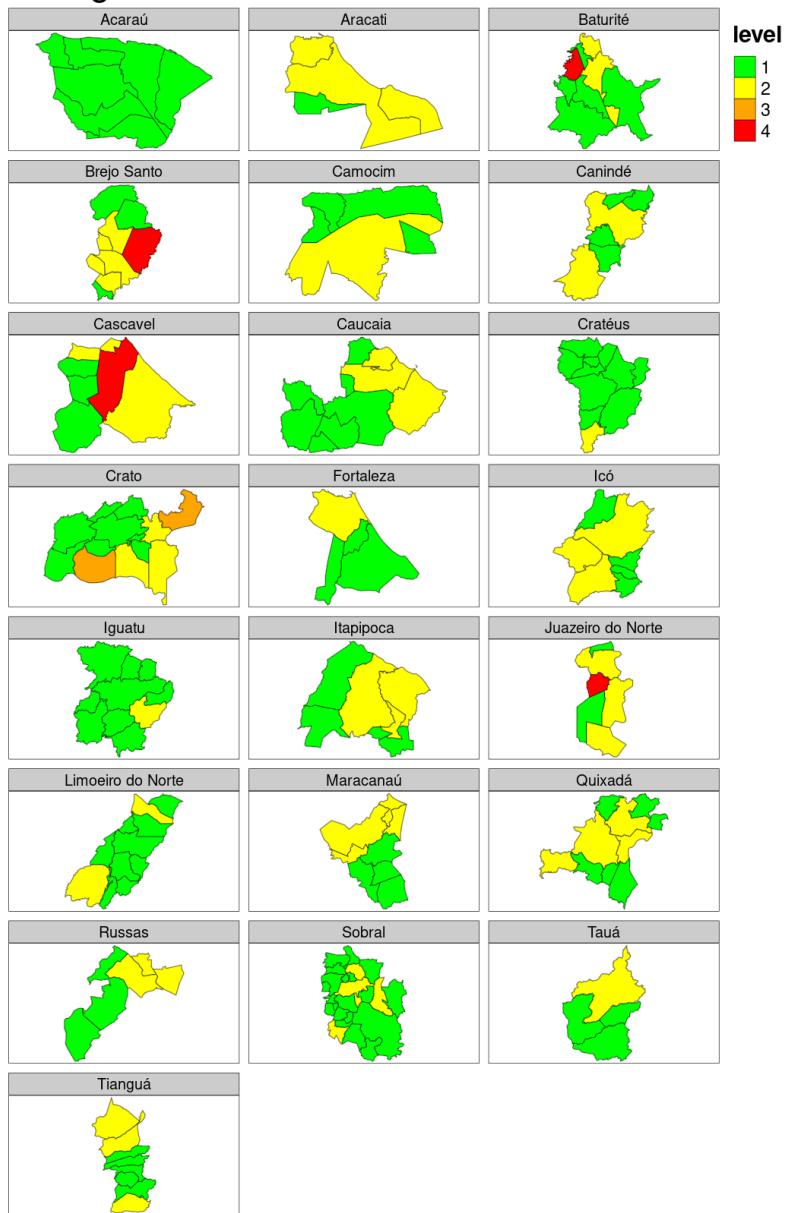 Acaraú
Aracati
Baturité
level
1
2
3
4
Brejo Santo
Camocim
Canindé
Cascavel
Caucaia
Cratéus
Crato
Fortaleza
Icó
Iguatu
Itapipoca
Juazeiro do Norte
Limoeiro do Norte
Maracanaú
Quixadá
Russas
Sobral
Tauá
Tianguá